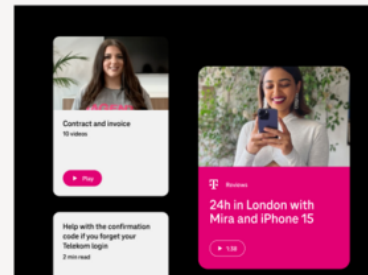 Contract and invoice
10 videos
Play
Help with the confirmation
code if you forget your
Telekom login
2 min read
T Reviews
24h in London with
Mira and iPhone 15
1:38